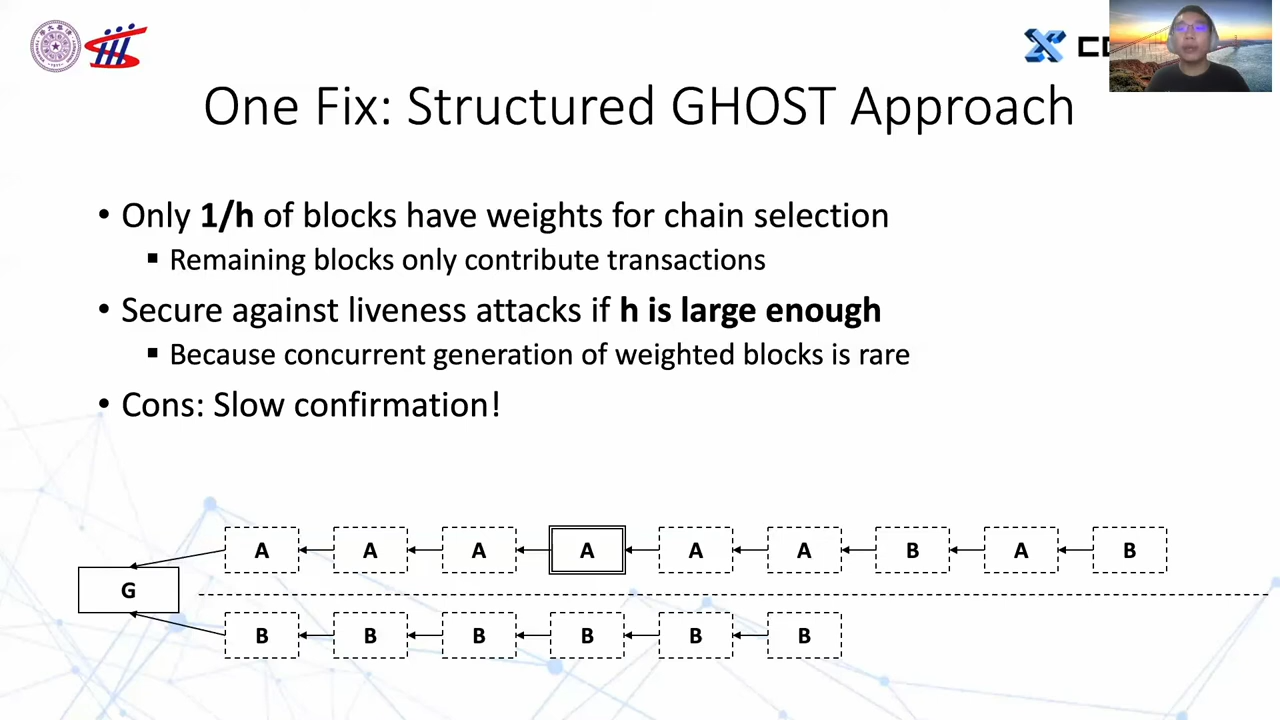 One Fix: Structured GHOST Approach
• Only 1/h of blocks have weights for chain selection
▪ Remaining blocks only contribute transactions
• Secure against liveness attacks if h is large enough
▪ Because concurrent generation of weighted blocks is rare
• Cons: Slow confirmation!
A A A A A A B A B
G
B B B B B B